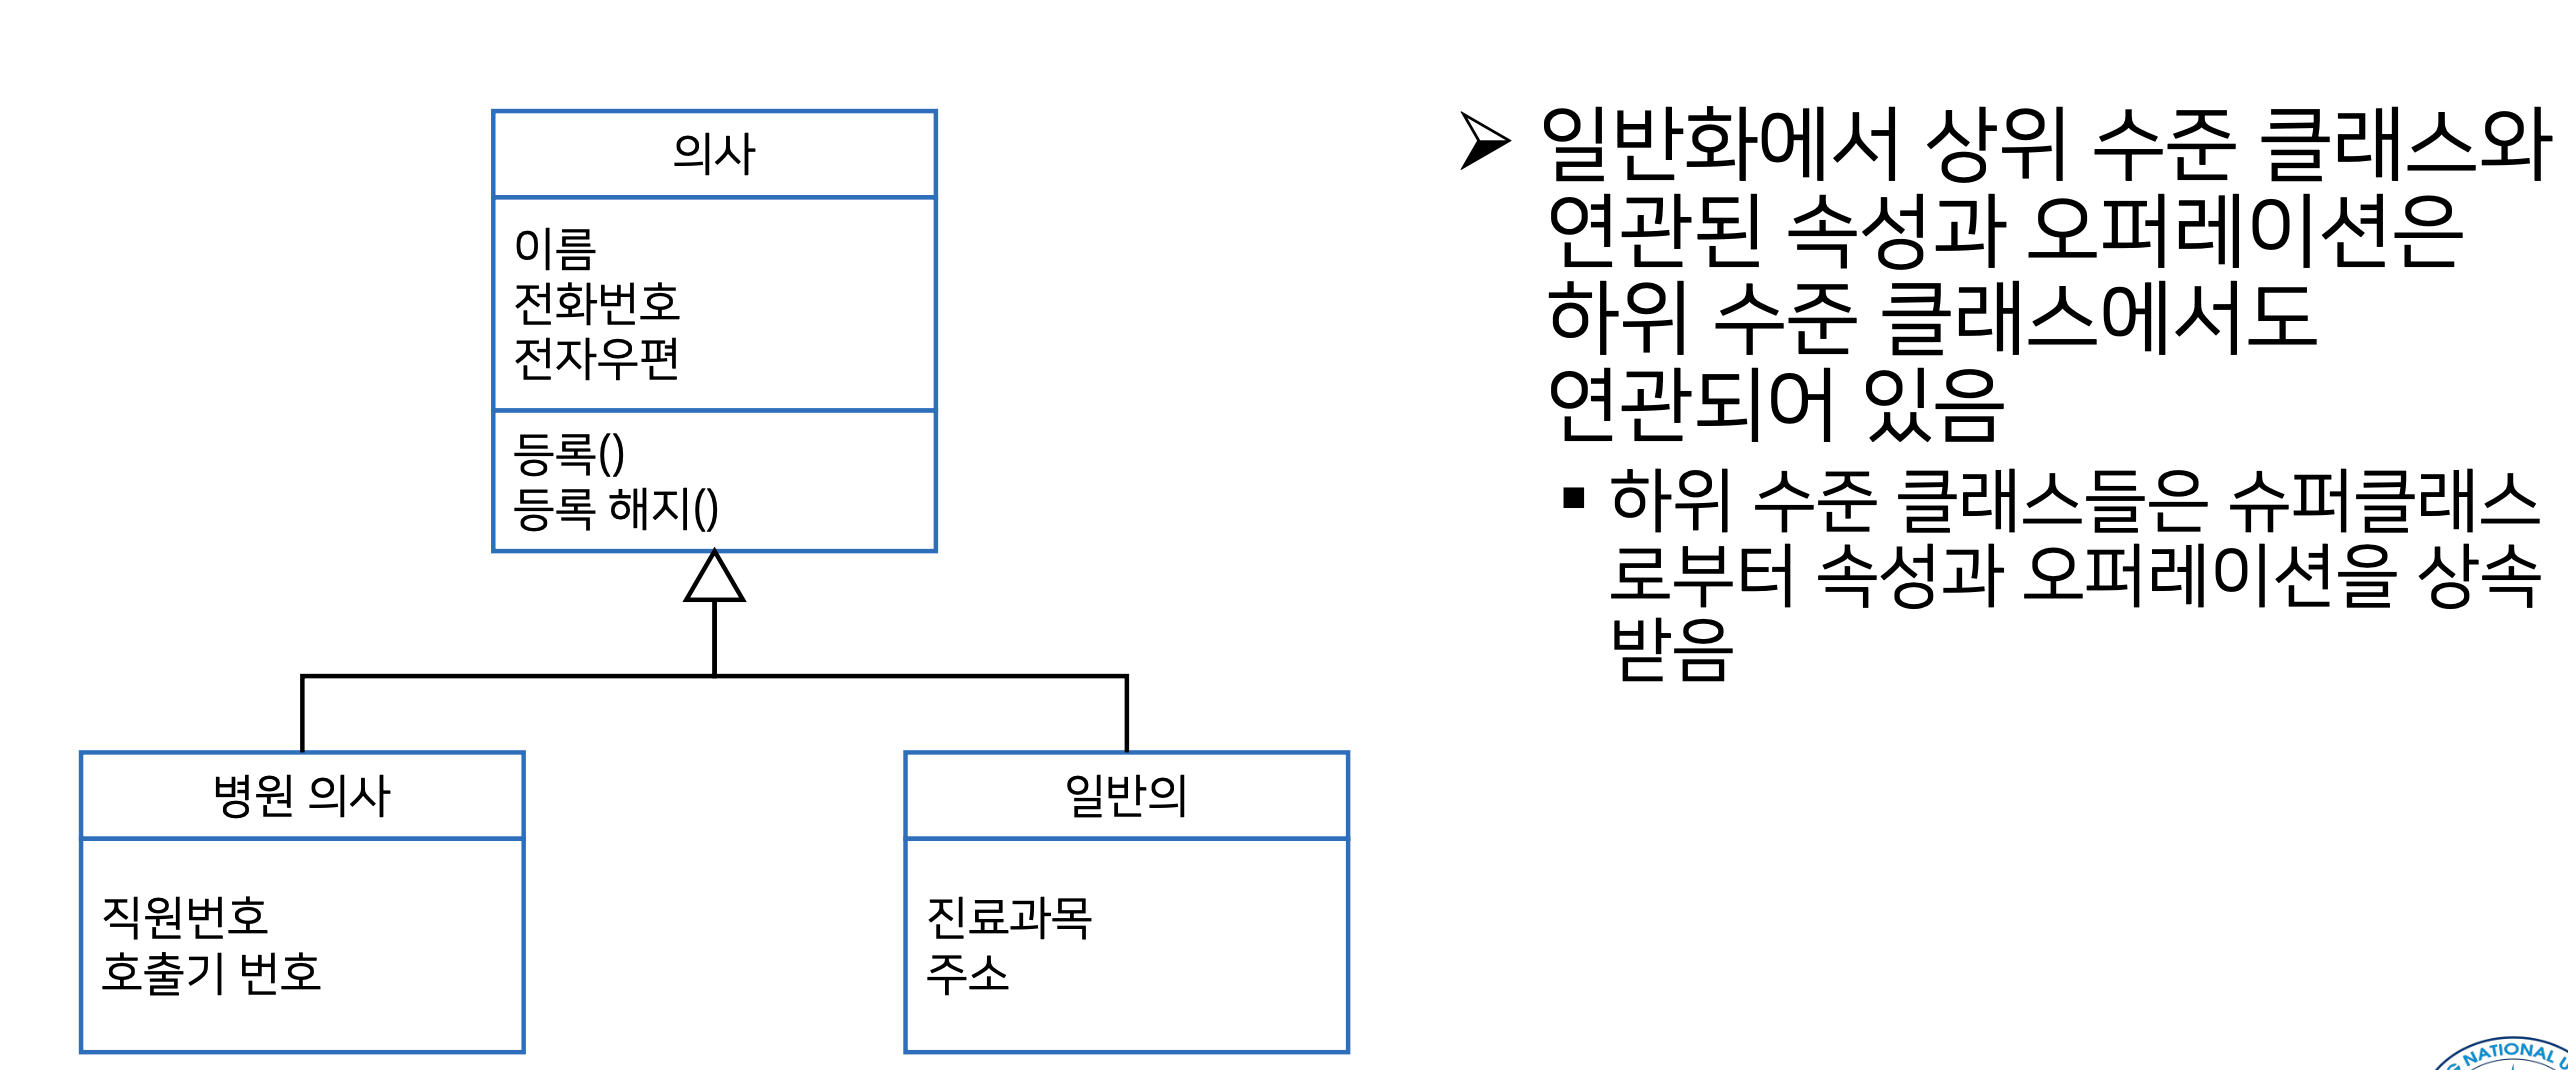 의사
이름
전화번호
전자우편
등록()
등록 해지()
병원 의사
직원번호
호출기 번호
일반의
진료과목
주소
일반화에서 상위 수준 클래스와
연관된 속성과 오퍼레이션은
하위 수준 클래스에서도
연관되어 있음
하위 수준 클래스들은 슈퍼클래스
로부터 속성과 오퍼레이션을 상속
받음
NATIONAL